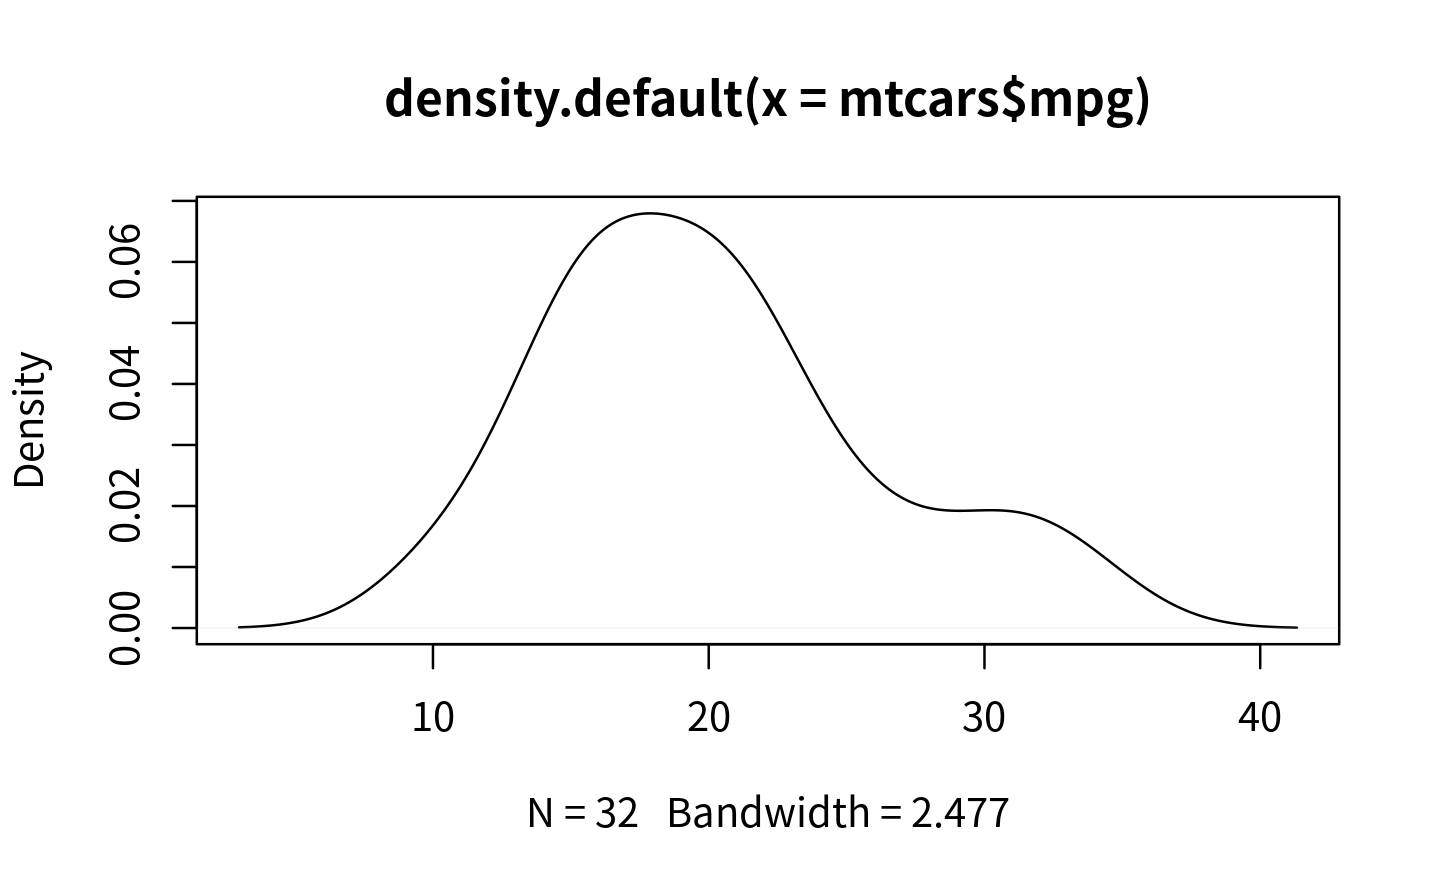 density.default(x = mtcars$mpg)
Density
0.06
0.04
0.02
0.00
10 20 30 40
N = 32 Bandwidth = 2.477